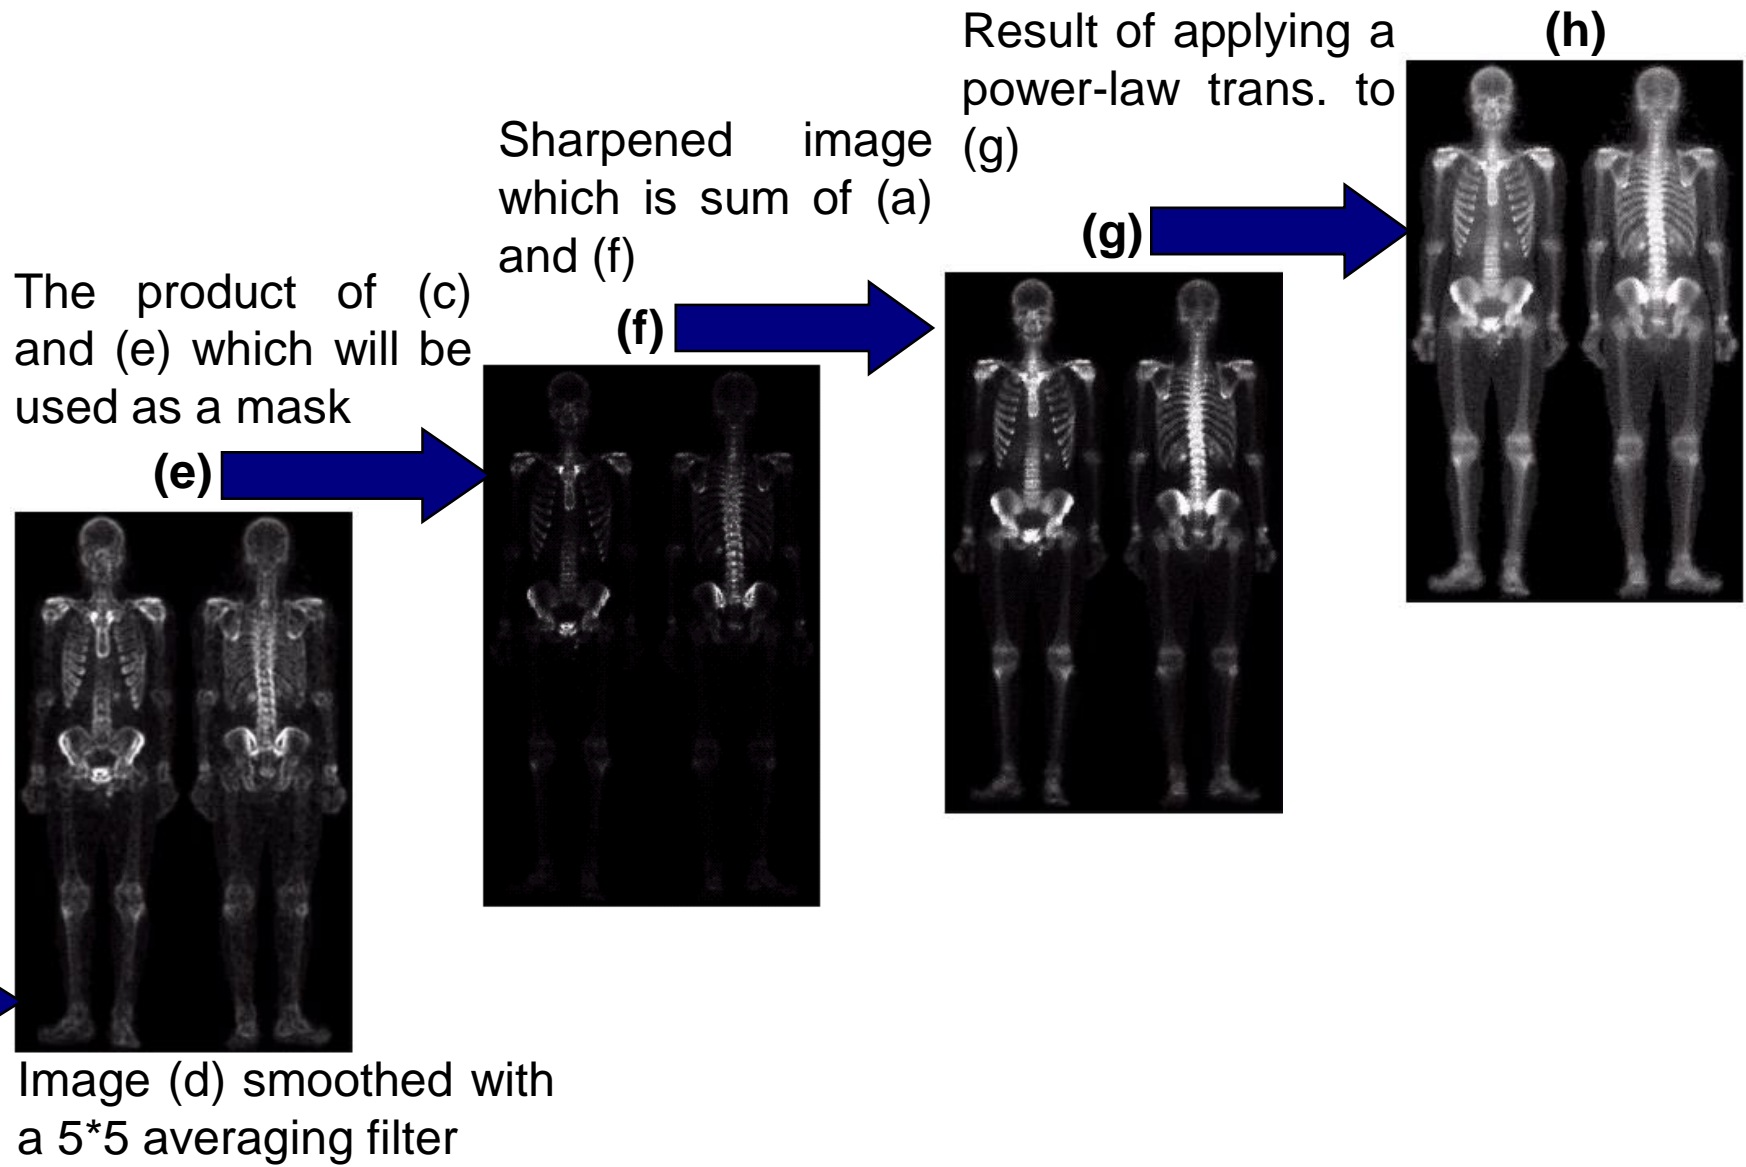 The product of (c)
and (e) which will be
used as a mask
(e)
Image (d) smoothed with
a 5*5 averaging filter
Sharpened image
which is sum of (a)
and (f)
(f)
Result of applying a
power-law trans. to
(g)
(g)
(h)